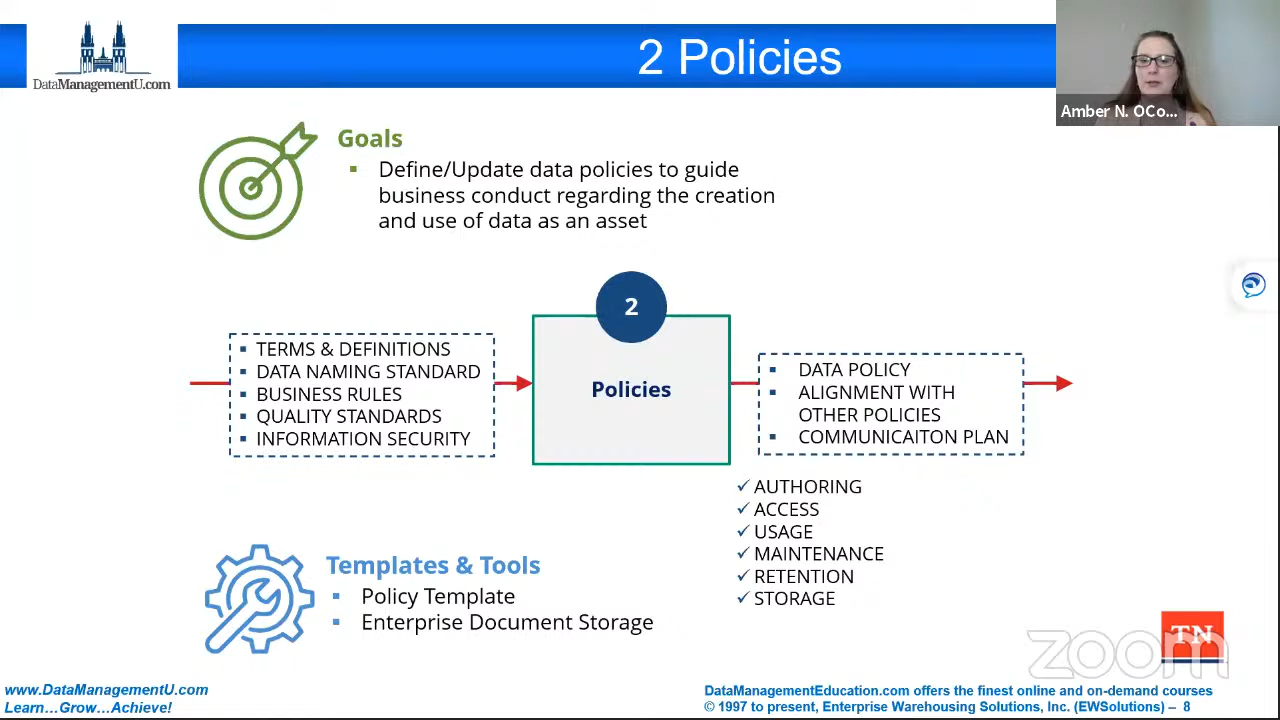 2 Policies
DataManagementU.com
Amber N. OCo...
Goals
Define/Update data policies to guide
business conduct regarding the creation
and use of data as an asset
2
Policies
TERMS & DEFINITIONS
DATA NAMING STANDARD
BUSINESS RULES
QUALITY STANDARDS
INFORMATION SECURITY
DATA POLICY
ALIGNMENT WITH
OTHER POLICIES
COMMUNICAITON PLAN
AUTHORING
ACCESS
USAGE
MAINTENANCE
RETENTION
STORAGE
Templates & Tools
Policy Template
Enterprise Document Storage
TN
zoom
www.DataManagementU.com
Learn…Grow…Achieve!
DataManagementEducation.com offers the finest online and on-demand courses
© 1997 to present, Enterprise Warehousing Solutions, Inc. (EWSolutions) – 8